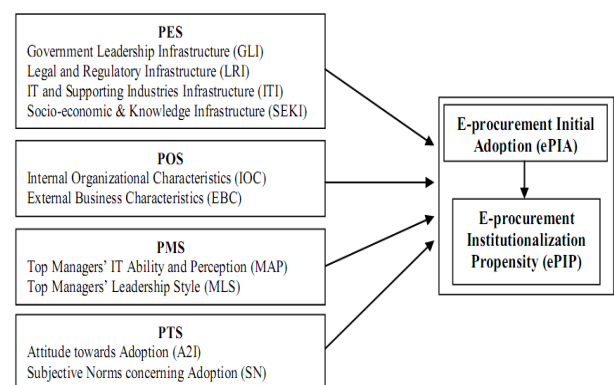 PES
Government Leadership Infrastructure (GLI)
Legal and Regulatory Infrastructure (LRI)
IT and Supporting Industries Infrastructure (ITI)
Socio-economic & Knowledge Infrastructure (SEKI)
POS
Internal Organizational Characteristics (IOC)
External Business Characteristics (EBC)
PMS
Top Managers’ IT Ability and Perception (MAP)
Top Managers’ Leadership Style (MLS)
PTS
Attitude towards Adoption (A2I)
Subjective Norms concerning Adoption (SN)
E-procurement Initial
Adoption (ePIA)
E-procurement
Institutionalization
Propensity (ePIP)